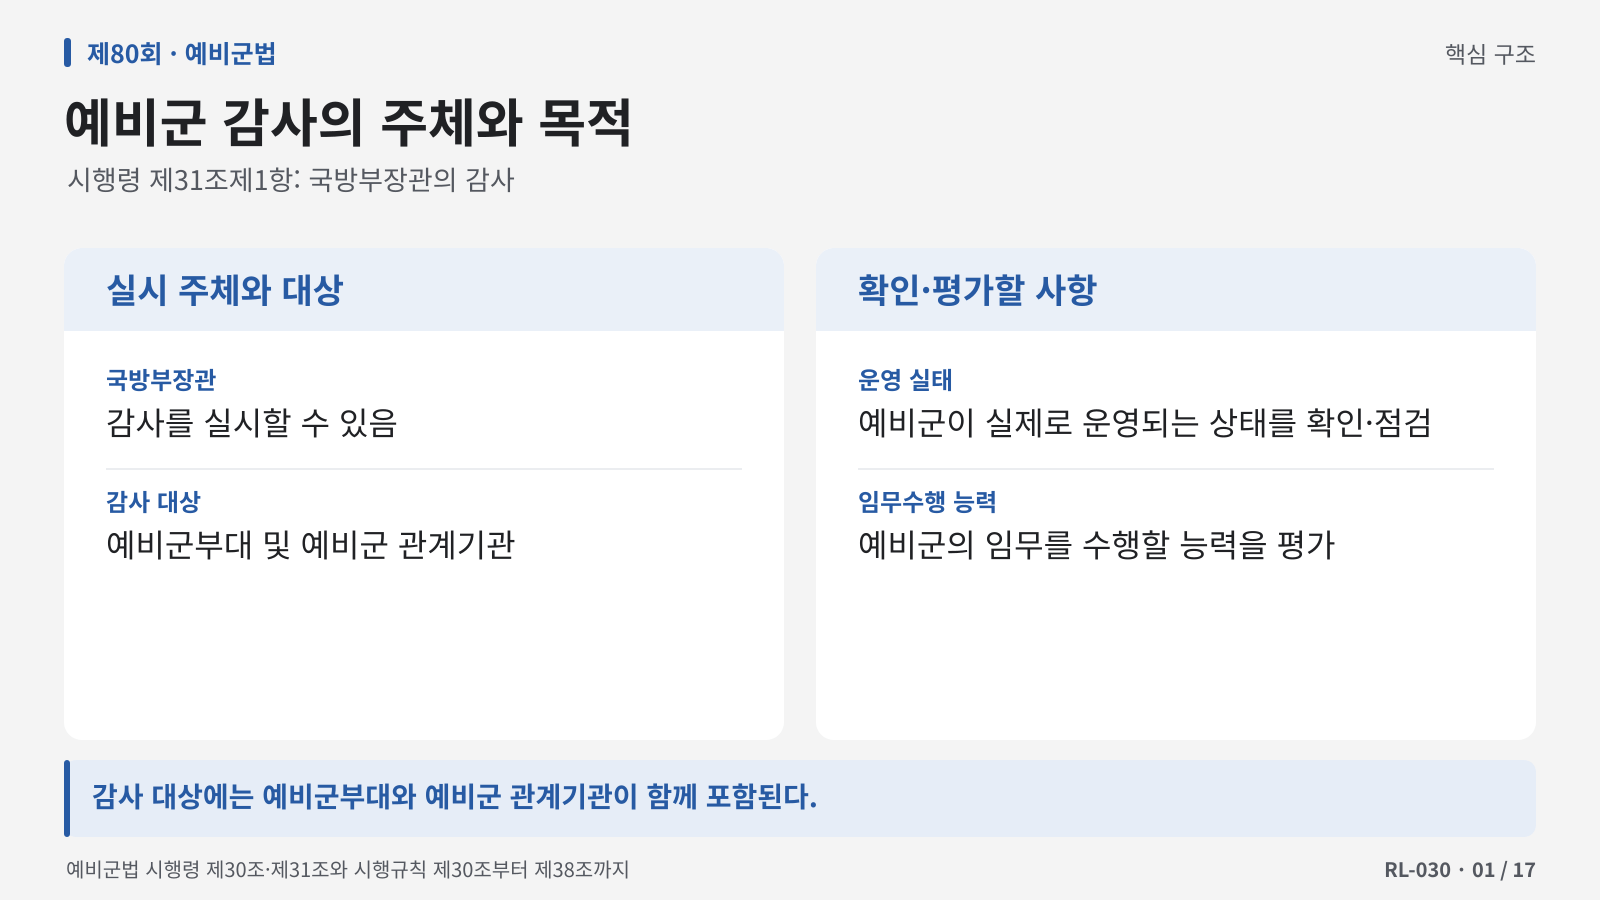 제80회 · 예비군법
핵심 구조
예비군 감사의 주체와 목적
시행령 제31조제1항: 국방부장관의 감사
실시 주체와 대상
국방부장관
감사를 실시할 수 있음
감사 대상
예비군부대 및 예비군 관계기관
확인·평가할 사항
운영 실태
예비군이 실제로 운영되는 상태를 확인·점검
임무수행 능력
예비군의 임무를 수행할 능력을 평가
감사 대상에는 예비군부대와 예비군 관계기관이 함께 포함된다.
예비군법 시행령 제30조·제31조와 시행규칙 제30조부터 제38조까지
RL-030 · 01 / 17